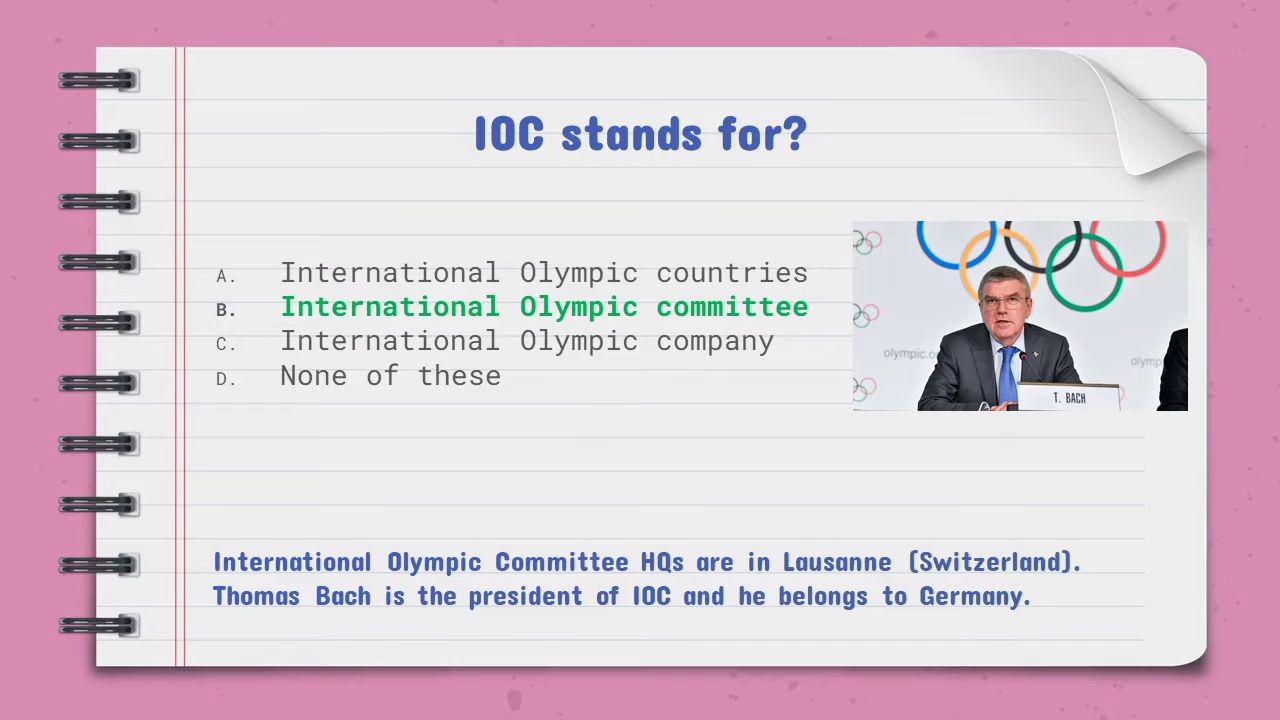 IOC stands for?
A. International Olympic countries
B. International Olympic committee
C. International Olympic company
D. None of these
olympic.o
olymp
T. BACH
International Olympic Committee HQs are in Lausanne (Switzerland).
Thomas Bach is the president of IOC and he belongs to Germany.